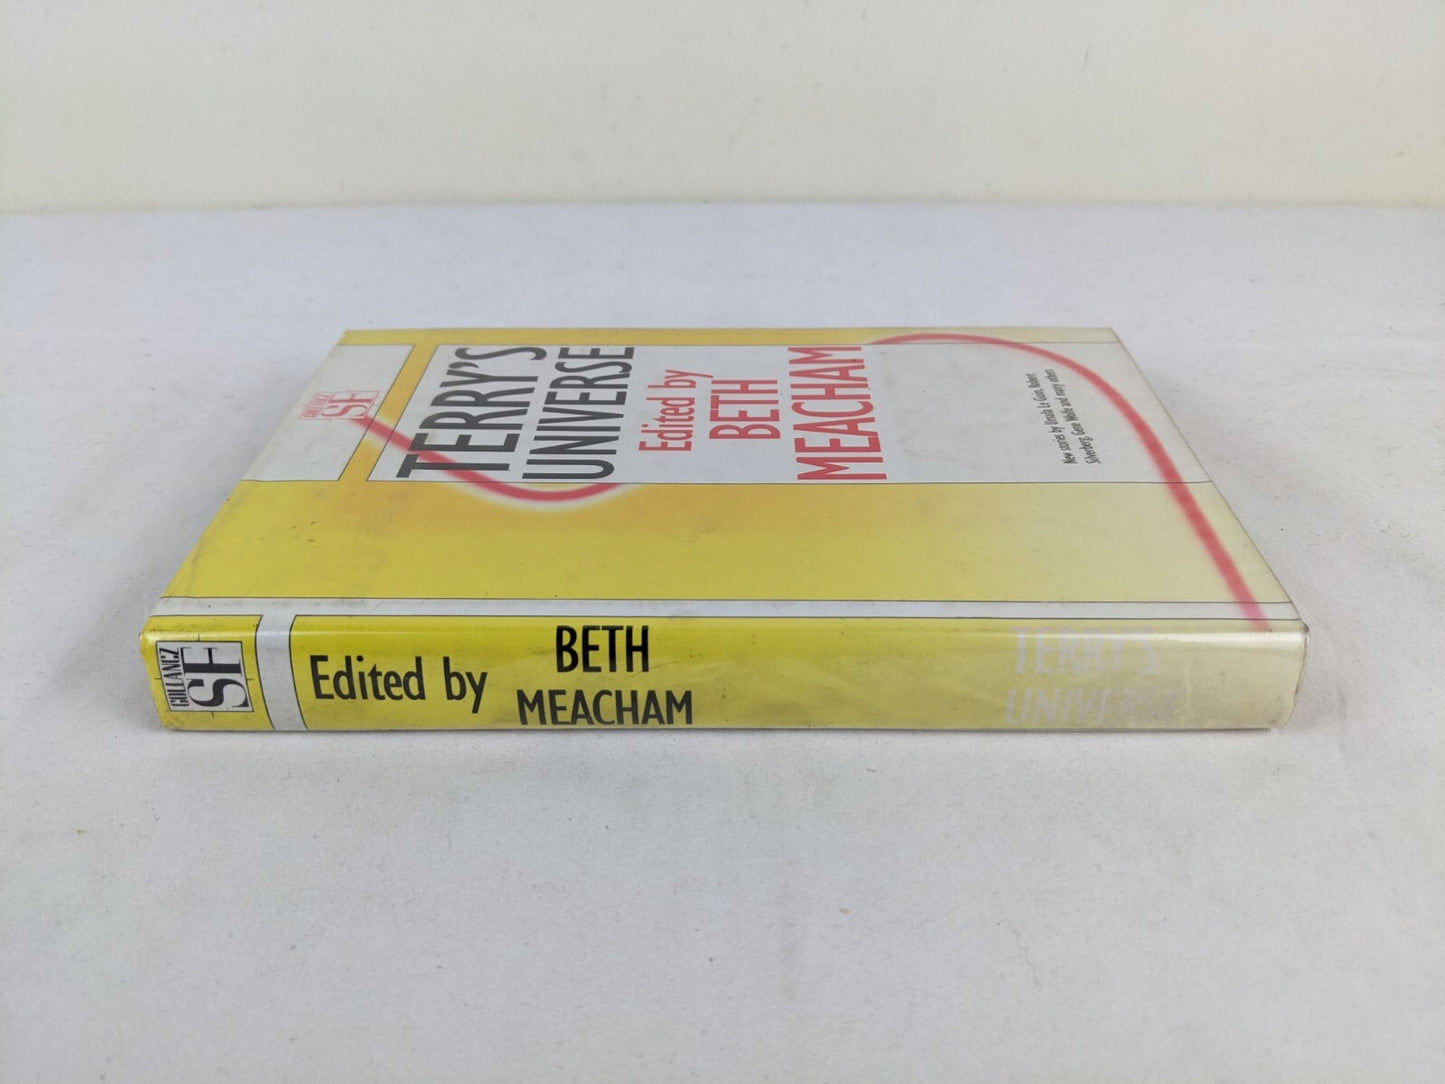 TERRY'S
UNIVERSE
Edited by
BETH
MEACHAM
New stories by Ursula Le Guin, Robert
Silverberg, Gene Wolfe and many others
GOLLANCZ
SF
GOLLANCZ
SF
Edited by
BETH
MEACHAM
TERRY'S
UNIVERSE